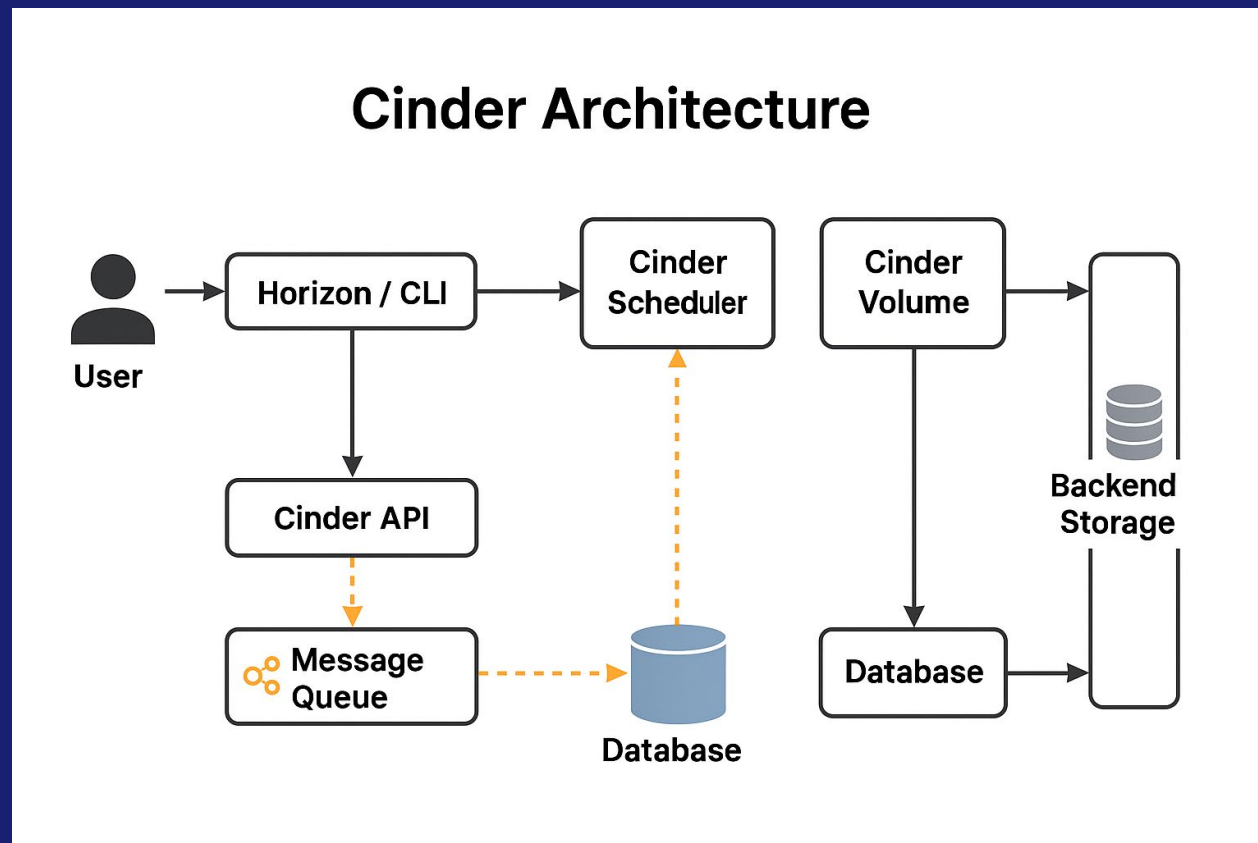 Cinder Architecture
User
Horizon / CLI
Cinder
Scheduler
Cinder
Volume
Backend
Storage
Cinder API
Message
Queue
Database
Database